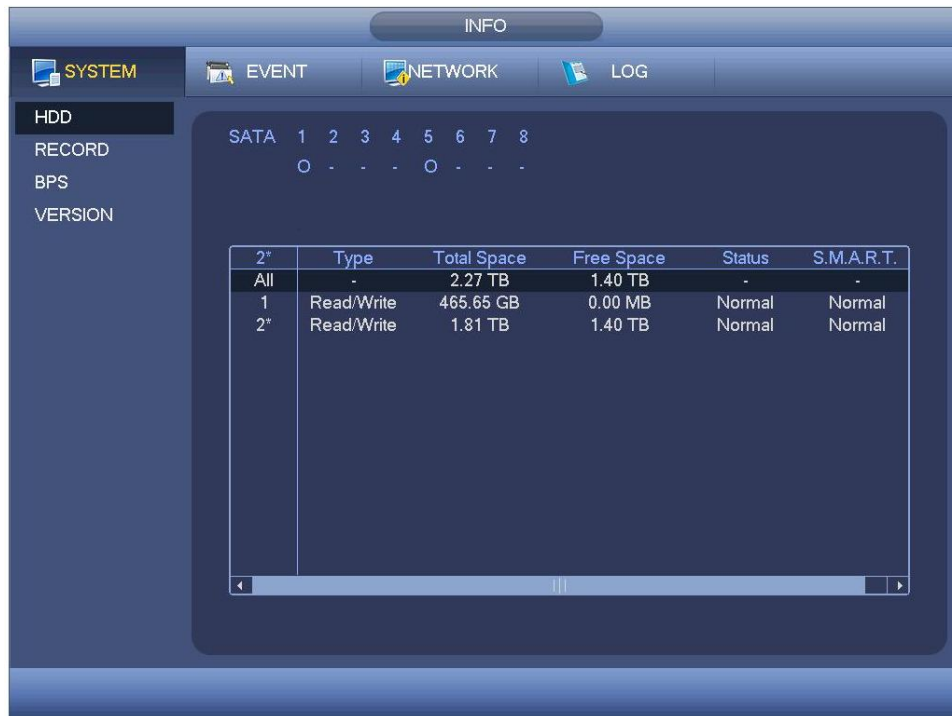 INFO
SYSTEM EVENT NETWORK LOG
HDD
RECORD
BPS
VERSION
SATA 1 2 3 4 5 6 7 8
O - - - O - - -
2* Type Total Space Free Space Status S.M.A.R.T.
All - 2.27 TB 1.40 TB - -
1 Read/Write 465.65 GB 0.00 MB Normal Normal
2* Read/Write 1.81 TB 1.40 TB Normal Normal